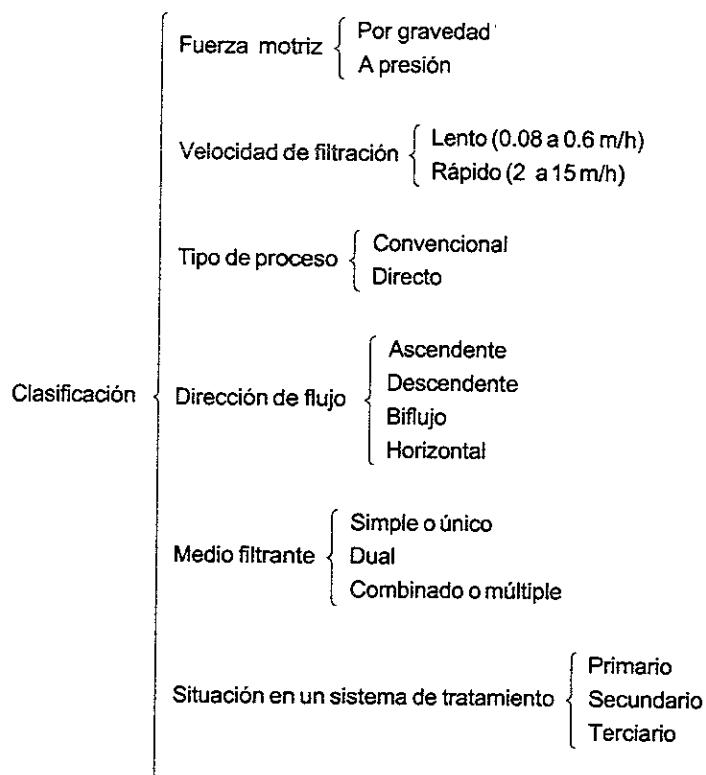 Fuerza motriz
Por gravedad
A presión
Velocidad de filtración
Lento (0.08 a 0.6 m/h)
Rápido (2 a 15 m/h)
Tipo de proceso
Convencional
Directo
Clasificación
Dirección de flujo
Ascendente
Descendente
Biflujo
Horizontal
Medio filtrante
Simple o único
Dual
Combinado o múltiple
Situación en un sistema de tratamiento
Primario
Secundario
Terciario